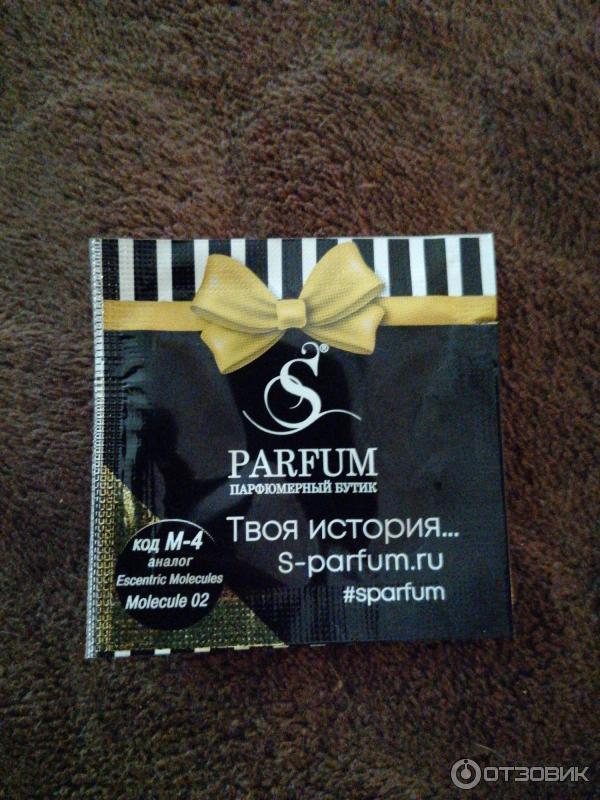 S®
PARFUM
ПАРФЮМЕРНЫЙ БУТИК
Твоя история...
S-parfum.ru
#sparfum
код М-4
аналог
Escentric Molecules
Molecule 02
ОТЗОВИК